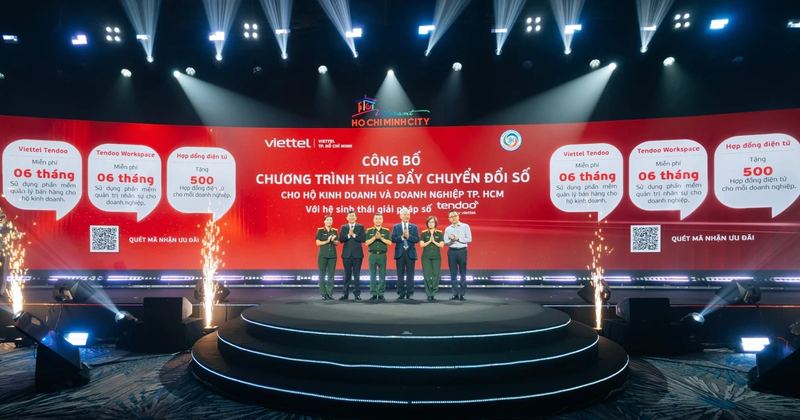 Vibrant
HO CHI MINH CITY
viettel
VIETTEL
TP. HỒ CHÍ MINH
CÔNG BỐ
CHƯƠNG TRÌNH THÚC ĐẨY CHUYỂN ĐỔI SỐ
CHO HỘ KINH DOANH VÀ DOANH NGHIỆP TP. HCM
Với hệ sinh thái giải pháp số tendoo
viettel
Viettel Tendoo
Miễn phí
06 tháng
Sử dụng phần mềm
quản lý bán hàng cho
hộ kinh doanh.
Tendoo Workspace
Miễn phí
06 tháng
Sử dụng phần mềm
quản trị nhân sự cho
doanh nghiệp.
Hợp đồng điện tử
Tặng
500
Hợp đồng điện tử
cho mỗi doanh nghiệp.
QUÉT MÃ NHẬN ƯU ĐÃI
Viettel Tendoo
Miễn phí
06 tháng
Sử dụng phần mềm
quản lý bán hàng cho
hộ kinh doanh.
Tendoo Workspace
Miễn phí
06 tháng
Sử dụng phần mềm
quản trị nhân sự cho
doanh nghiệp.
Hợp đồng điện tử
Tặng
500
Hợp đồng điện tử
cho mỗi doanh nghiệp.
QUÉT MÃ NHẬN ƯU ĐÃI